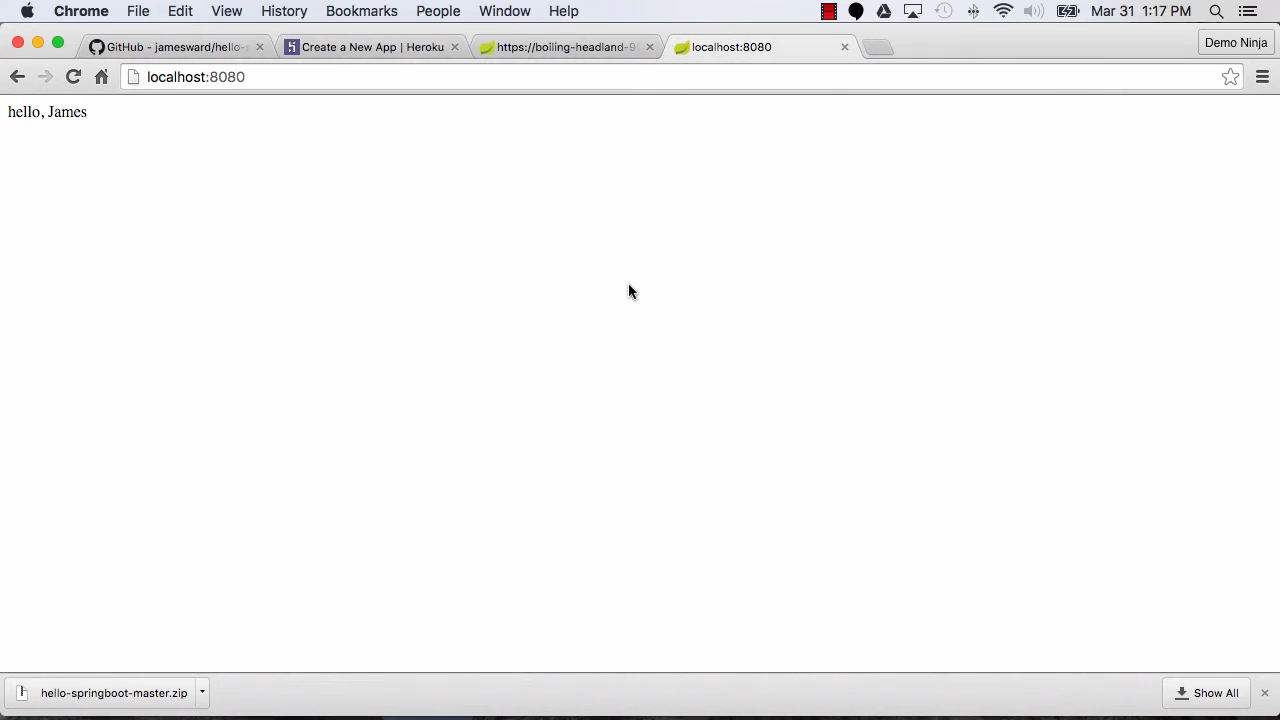 Chrome File Edit View History Bookmarks People Window Help Mar 31 1:17 PM
GitHub - jamesward/hello- Create a New App | Heroku https://boiling-headland-9 localhost:8080 Demo Ninja
localhost:8080
hello, James
hello-springboot-master.zip Show All